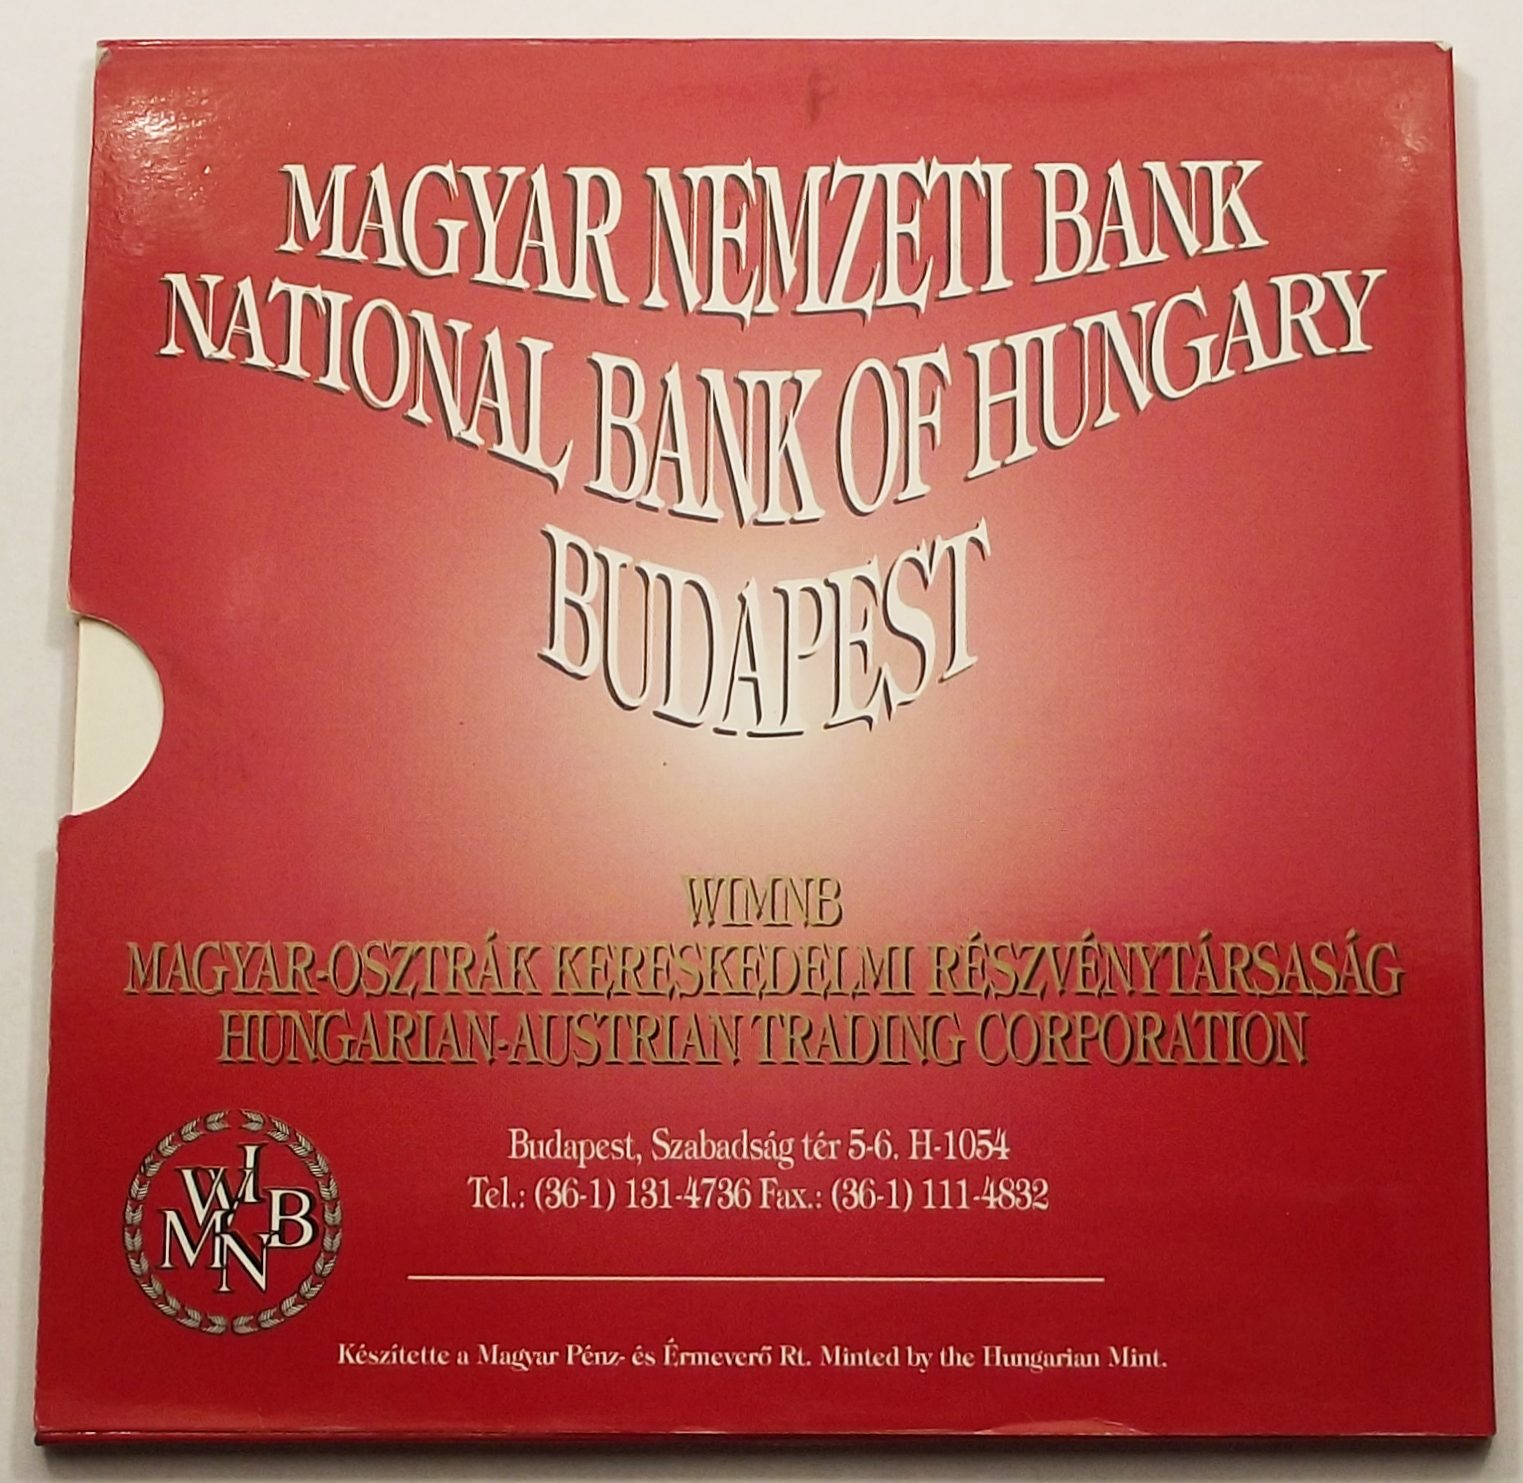 MAGYAR NEMZETI BANK
NATIONAL BANK OF HUNGARY
BUDAPEST
WIMNB
MAGYAR-OSZTRÁK KERESKEDELMI RÉSZVÉNYTÁRSASÁG
HUNGARIAN-AUSTRIAN TRADING CORPORATION
Budapest, Szabadság tér 5-6. H-1054
Tel.: (36-1) 131-4736 Fax.: (36-1) 111-4832
WIMNB
Készítette a Magyar Pénz- és Érmeverő Rt. Minted by the Hungarian Mint.